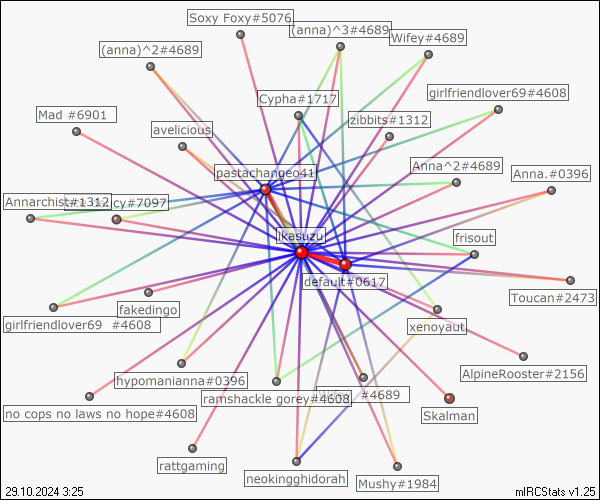 Soxy Foxy#5076
(anna)^3#4689
Wifey#4689
(anna)^2#4689
girlfriendlover69#4608
Cypha#1717
Mad #6901
zibbits#1312
avelicious
pastachangeo41
Anna^2#4689
Anna.#0396
Annarchist#1312
cy#7097
ikasuzu
frisout
default#0617
Toucan#2473
fakedingo
girlfriendlover69 #4608
xenoyaut
AlpineRooster#2156
hypomanianna#0396
ramshackle gorey#4608
#4689
no cops no laws no hope#4608
Skalman
rattgaming
neokingghidorah
Mushy#1984
29.10.2024 3:25
mIRCStats v1.25